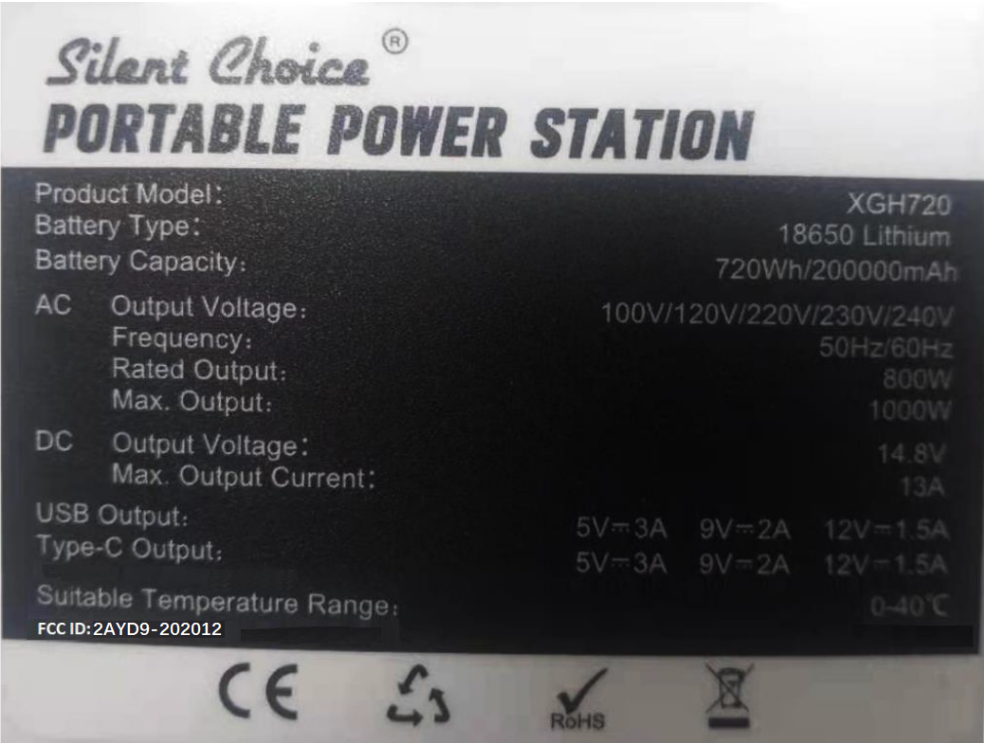 Silent Choice ®
PORTABLE POWER STATION
Product Model: XGH720
Battery Type: 18650 Lithium
Battery Capacity: 720Wh/200000mAh
AC Output Voltage: 100V/120V/220V/230V/240V
Frequency: 50Hz/60Hz
Rated Output: 800W
Max. Output: 1000W
DC Output Voltage: 14.8V
Max. Output Current: 13A
USB Output: 5V⎓3A 9V⎓2A 12V⎓1.5A
Type-C Output: 5V⎓3A 9V⎓2A 12V⎓1.5A
Suitable Temperature Range: 0-40℃
FCC ID: 2AYD9-202012
CE
RoHS